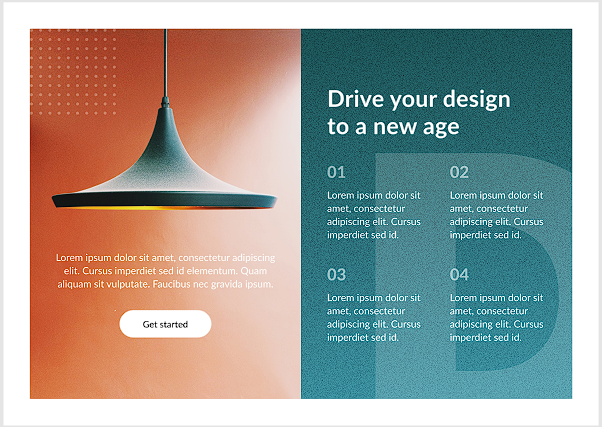 Lorem ipsum dolor sit amet, consectetur adipiscing
elit. Cursus imperdiet sed id elementum. Quam
aliquam sit vulputate. Faucibus nec gravida ipsum.
Get started
Drive your design
to a new age
01
Lorem ipsum dolor sit
amet, consectetur
adipiscing elit. Cursus
imperdiet sed id.
02
Lorem ipsum dolor sit
amet, consectetur
adipiscing elit. Cursus
imperdiet sed id.
03
Lorem ipsum dolor sit
amet, consectetur
adipiscing elit. Cursus
imperdiet sed id.
04
Lorem ipsum dolor sit
amet, consectetur
adipiscing elit. Cursus
imperdiet sed id.
D